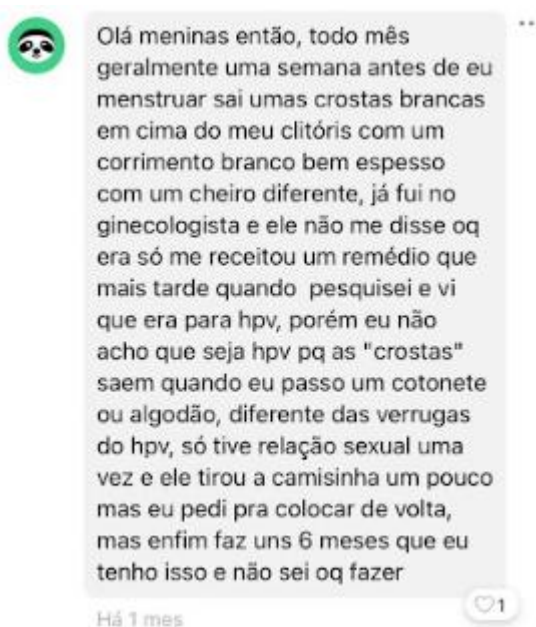 Olá meninas então, todo mês
geralmente uma semana antes de eu
menstruar sai umas crostas brancas
em cima do meu clitóris com um
corrimento branco bem espesso
com um cheiro diferente, já fui no
ginecologista e ele não me disse oq
era só me receitou um remédio que
mais tarde quando pesquisei e vi
que era para hpv, porém eu não
acho que seja hpv pq as "crostas"
saem quando eu passo um cotonete
ou algodão, diferente das verrugas
do hpv, só tive relação sexual uma
vez e ele tirou a camisinha um pouco
mas eu pedi pra colocar de volta,
mas enfim faz uns 6 meses que eu
tenho isso e não sei oq fazer
1
Há 1 mes